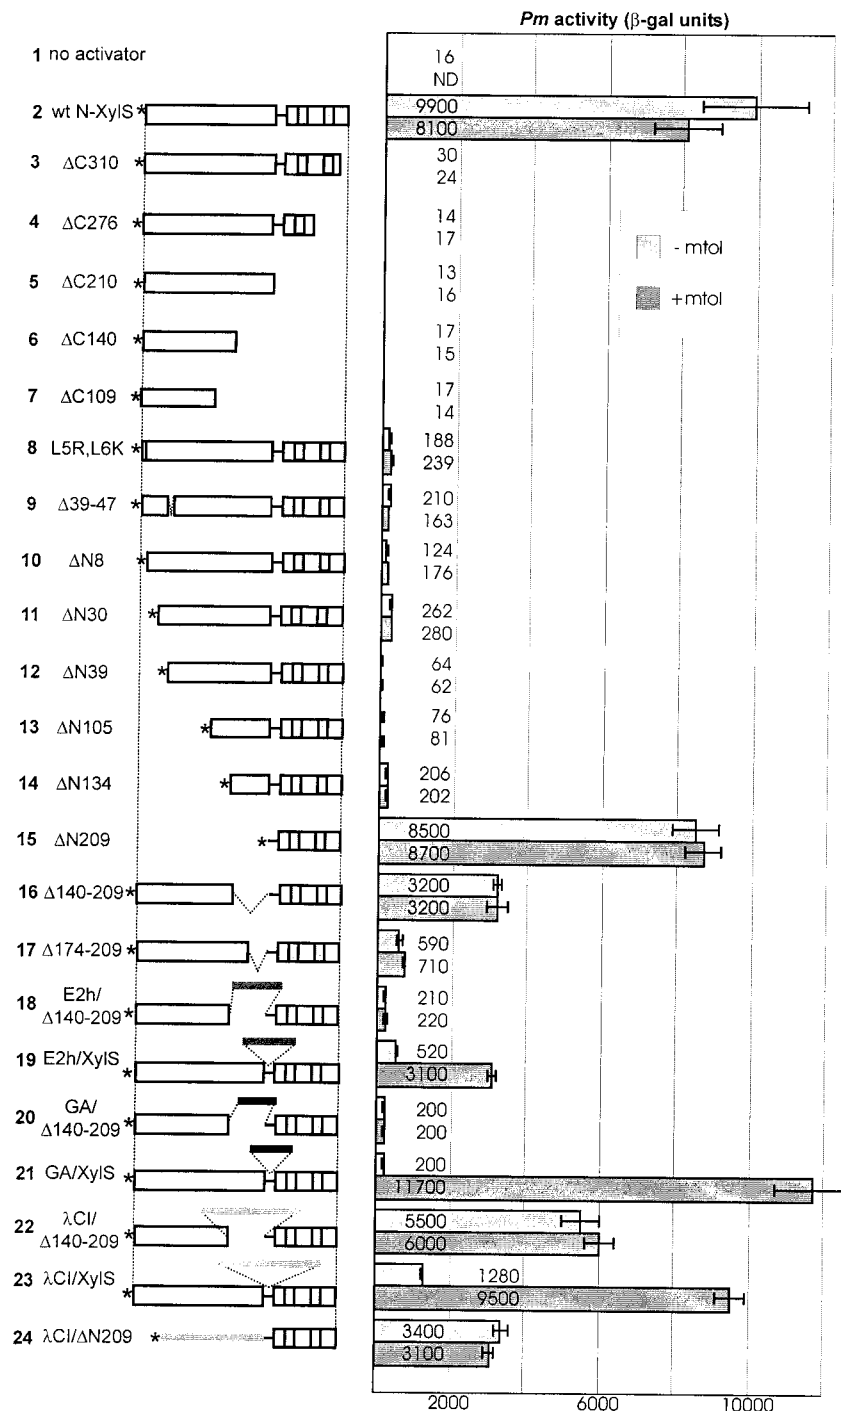 Pm activity (β-gal units)
1 no activator
16
ND
2 wt N-XylS *
9900
8100
3 ΔC310 *
30
24
4 ΔC276 *
14
17
- mtol
5 ΔC210 *
13
16
+mtol
6 ΔC140 *
17
15
7 ΔC109 *
17
14
8 L5R,L6K *
188
239
9 Δ39-47 *
210
163
10 ΔN8 *
124
176
11 ΔN30 *
262
280
12 ΔN39 *
64
62
13 ΔN105 *
76
81
14 ΔN134 *
206
202
15 ΔN209 *
8500
8700
16 Δ140-209 *
3200
3200
17 Δ174-209 *
590
710
18 E2h/
Δ140-209 *
210
220
19 E2h/XylS *
520
3100
20 GA/
Δ140-209 *
200
200
21 GA/XylS *
200
11700
22 λCI/
Δ140-209 *
5500
6000
23 λCI/XylS *
1280
9500
24 λCI/ΔN209 *
3400
3100
2000 6000 10000